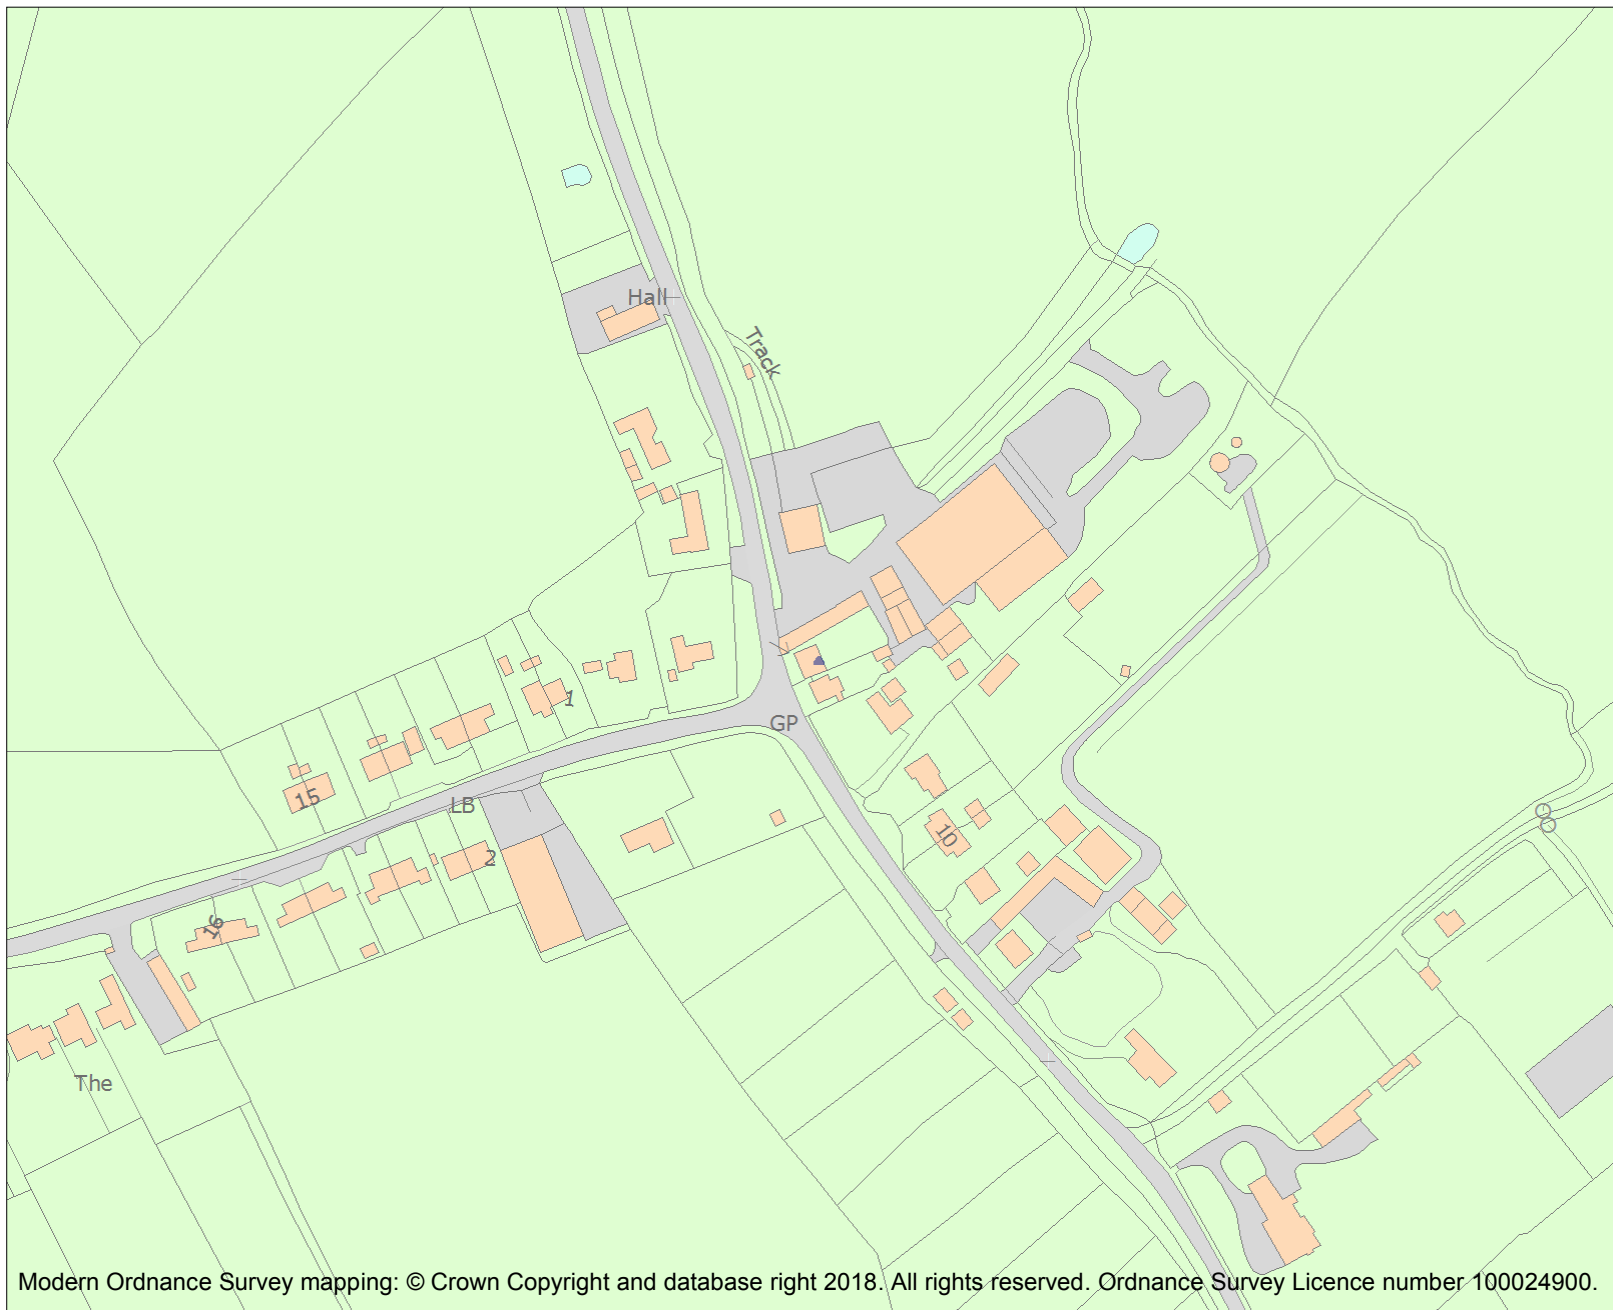 Hall
Track
1
GP
15
LB
10
2
16
The
Modern Ordnance Survey mapping: © Crown Copyright and database right 2018. All rights reserved. Ordnance Survey Licence number 100024900.